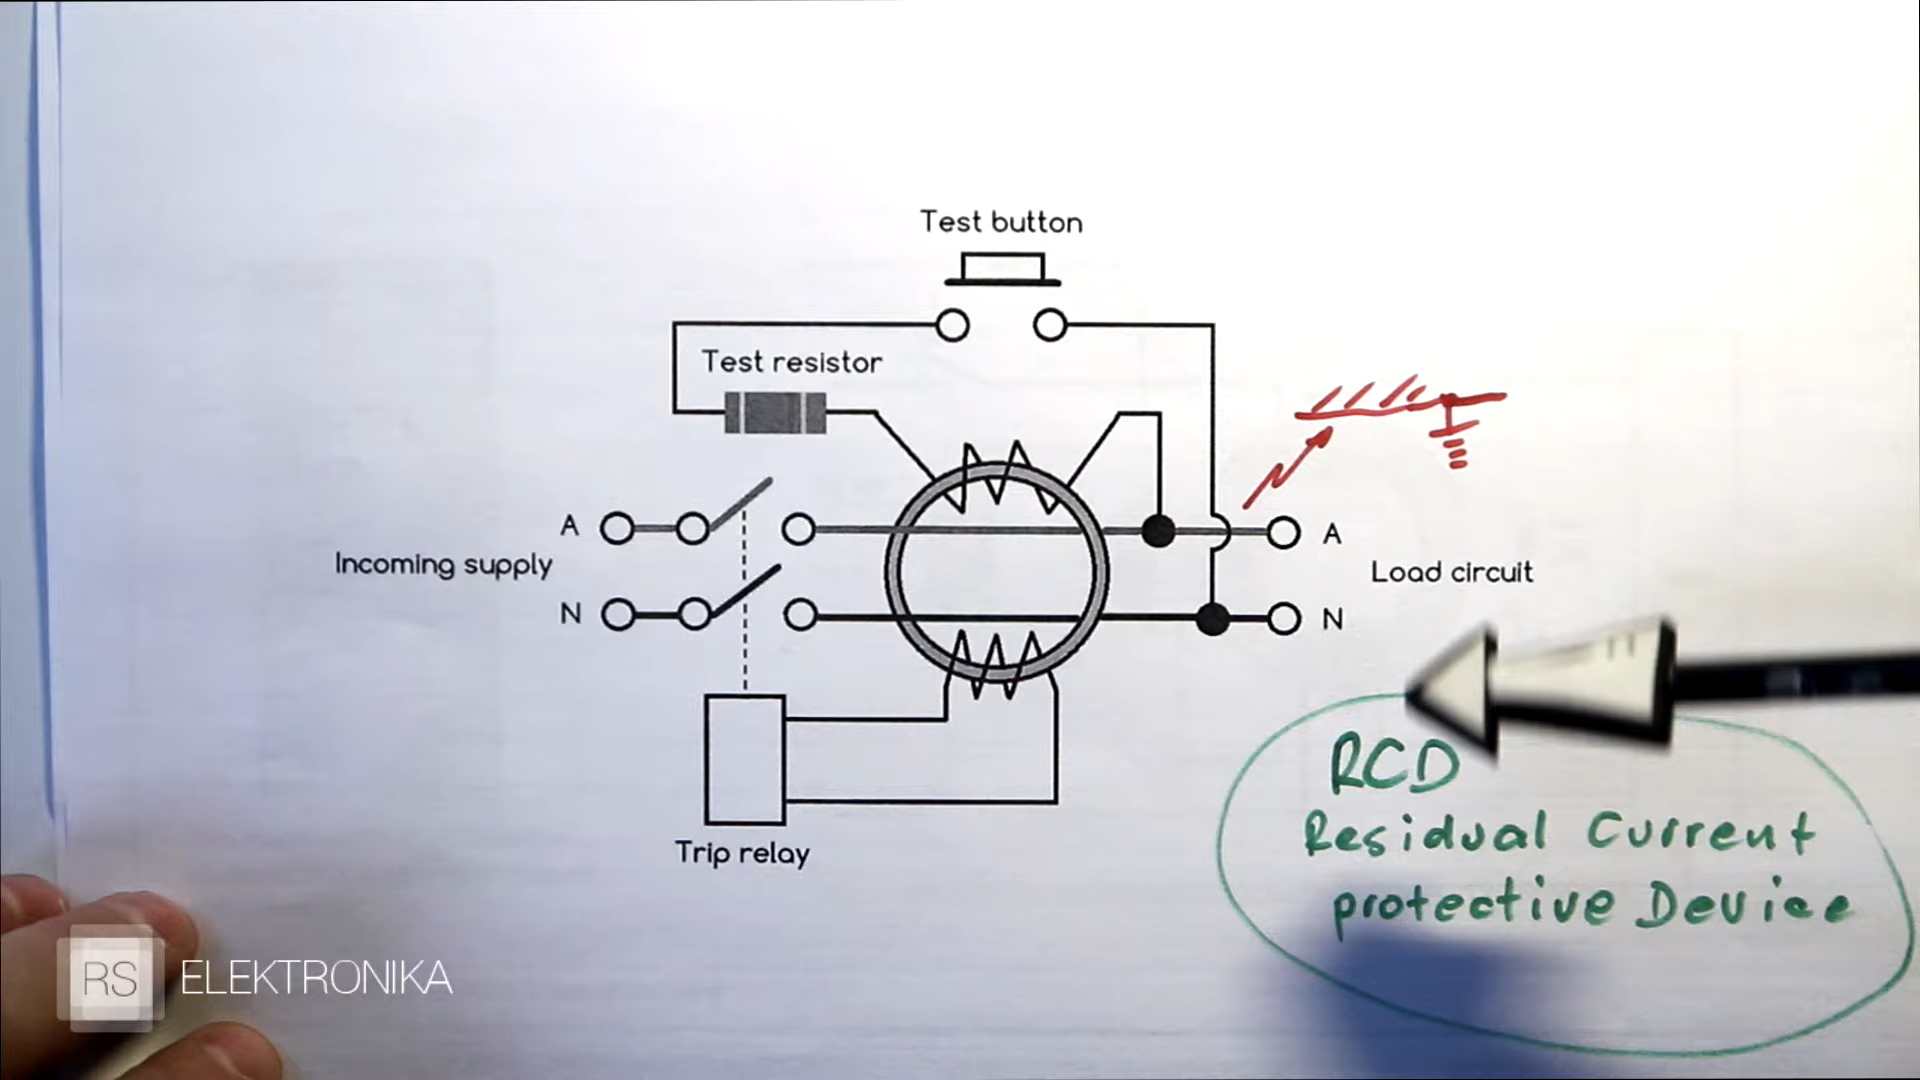 Test button
Test resistor
A
A
Incoming supply
Load circuit
N
N
RCD
Residual Current
protective Device
Trip relay
RS ELEKTRONIKA